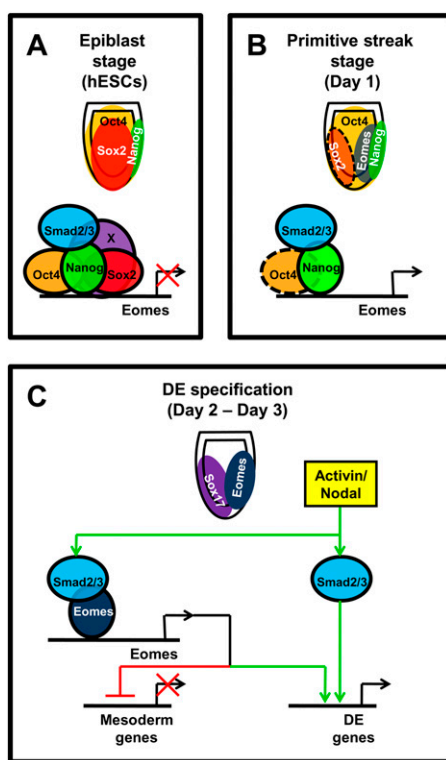 A
Epiblast
stage
(hESCs)
Oct4
Sox2
Nanog
Smad2/3
X
Oct4
Nanog
Sox2
Eomes
B
Primitive streak
stage
(Day 1)
Oct4
Sox2
Eomes
Nanog
Smad2/3
Oct4
Nanog
Eomes
C
DE specification
(Day 2 – Day 3)
Sox17
Eomes
Activin/
Nodal
Smad2/3
Smad2/3
Eomes
Eomes
Mesoderm
genes
DE
genes